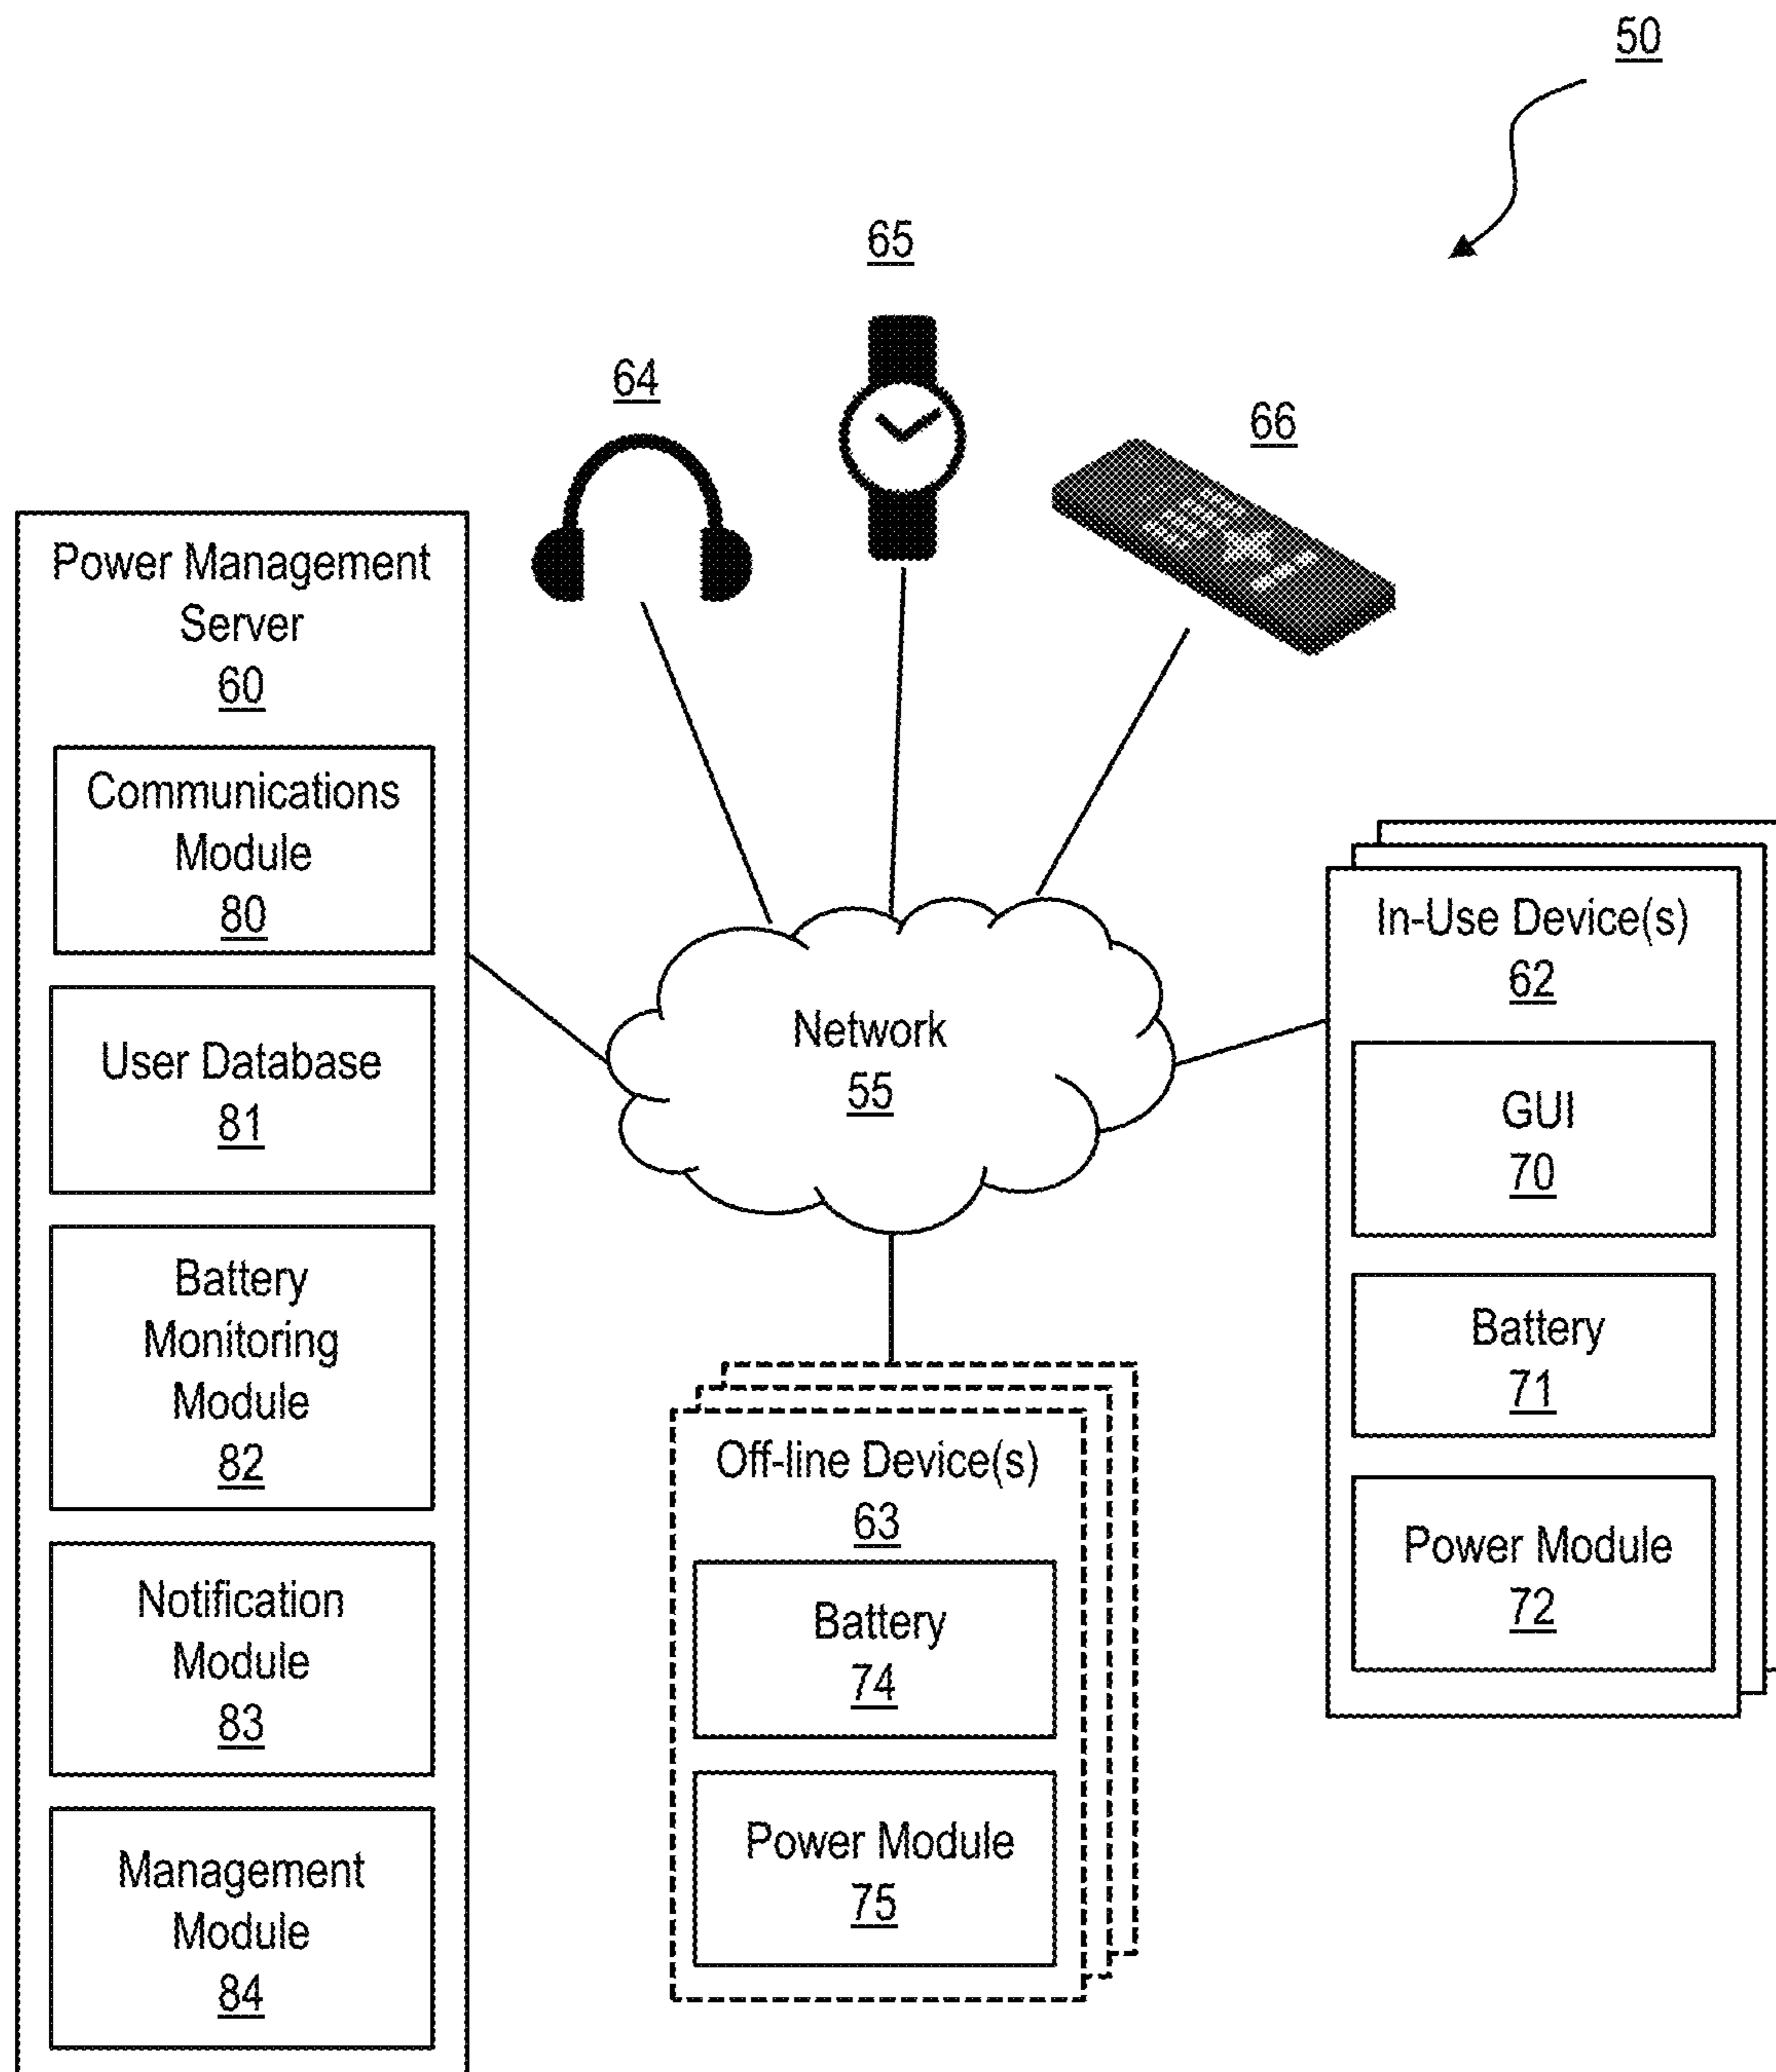 50
65
64
66
Power Management
Server
60
Communications
Module
80
User Database
81
Battery
Monitoring
Module
82
Notification
Module
83
Management
Module
84
Network
55
In-Use Device(s)
62
GUI
70
Battery
71
Power Module
72
Off-line Device(s)
63
Battery
74
Power Module
75